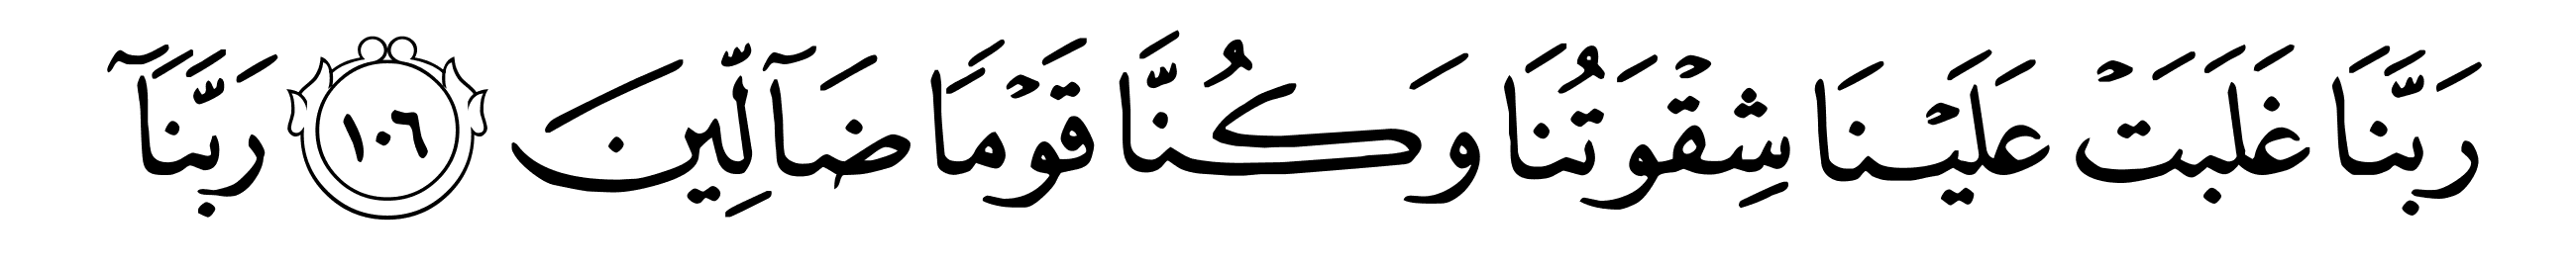 رَبَّنَا غَلَبَتْ عَلَيْنَا شِقْوَتُنَا وَكُنَّا قَوْمًا ضَآلِّينَ ١٠٦ رَبَّنَآ